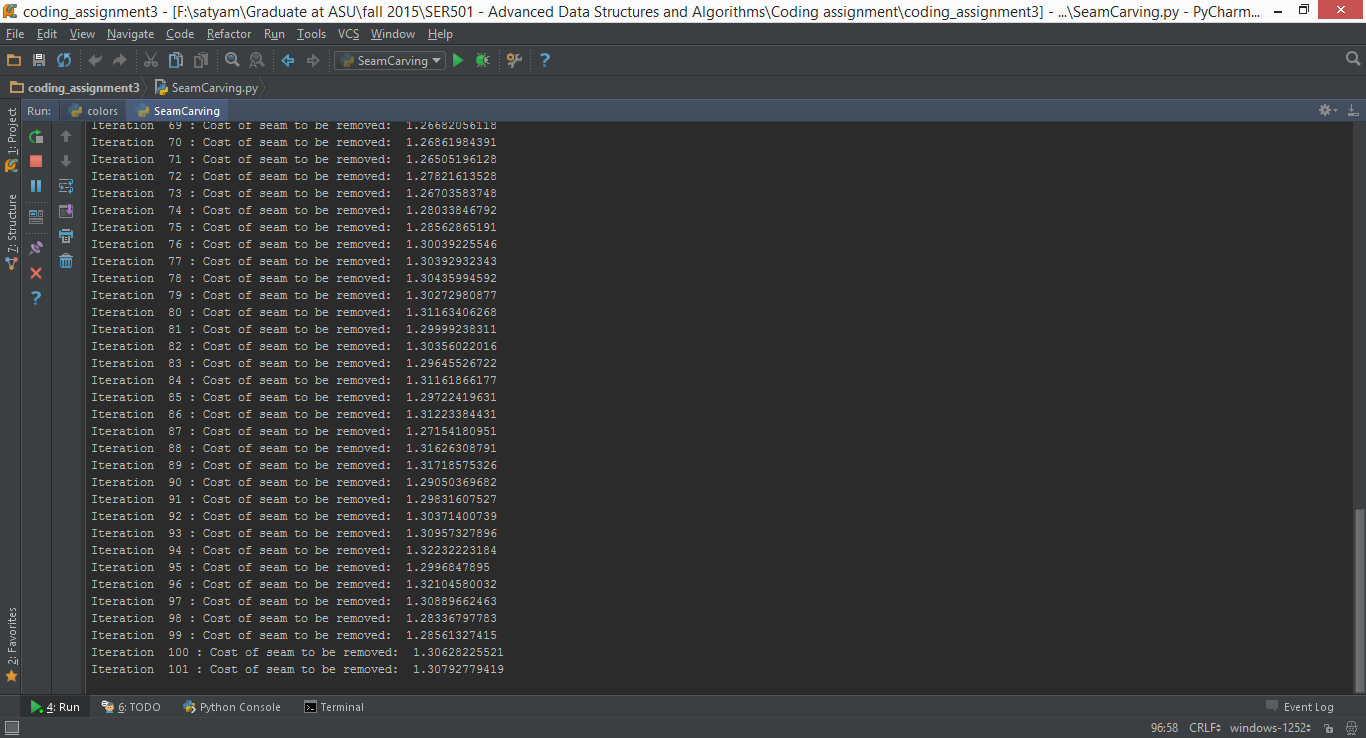 coding_assignment3 - [F:\satyam\Graduate at ASU\fall 2015\SER501 - Advanced Data Structures and Algorithms\Coding assignment\coding_assignment3] - ...\SeamCarving.py - PyCharm...
File Edit View Navigate Code Refactor Run Tools VCS Window Help
SeamCarving
coding_assignment3 SeamCarving.py
Run: colors SeamCarving
1: Project
7: Structure
2: Favorites
Iteration  69 : Cost of seam to be removed:  1.26682056118
Iteration  70 : Cost of seam to be removed:  1.26861984391
Iteration  71 : Cost of seam to be removed:  1.26505196128
Iteration  72 : Cost of seam to be removed:  1.27821613528
Iteration  73 : Cost of seam to be removed:  1.26703583748
Iteration  74 : Cost of seam to be removed:  1.28033846792
Iteration  75 : Cost of seam to be removed:  1.28562865191
Iteration  76 : Cost of seam to be removed:  1.30039225546
Iteration  77 : Cost of seam to be removed:  1.30392932343
Iteration  78 : Cost of seam to be removed:  1.30435994592
Iteration  79 : Cost of seam to be removed:  1.30272980877
Iteration  80 : Cost of seam to be removed:  1.31163406268
Iteration  81 : Cost of seam to be removed:  1.29999238311
Iteration  82 : Cost of seam to be removed:  1.30356022016
Iteration  83 : Cost of seam to be removed:  1.29645526722
Iteration  84 : Cost of seam to be removed:  1.31161866177
Iteration  85 : Cost of seam to be removed:  1.29722419631
Iteration  86 : Cost of seam to be removed:  1.31223384431
Iteration  87 : Cost of seam to be removed:  1.27154180951
Iteration  88 : Cost of seam to be removed:  1.31626308791
Iteration  89 : Cost of seam to be removed:  1.31718575326
Iteration  90 : Cost of seam to be removed:  1.29050369682
Iteration  91 : Cost of seam to be removed:  1.29831607527
Iteration  92 : Cost of seam to be removed:  1.30371400739
Iteration  93 : Cost of seam to be removed:  1.30957327896
Iteration  94 : Cost of seam to be removed:  1.32232223184
Iteration  95 : Cost of seam to be removed:  1.2996847895
Iteration  96 : Cost of seam to be removed:  1.32104580032
Iteration  97 : Cost of seam to be removed:  1.30889662463
Iteration  98 : Cost of seam to be removed:  1.28336797783
Iteration  99 : Cost of seam to be removed:  1.28561327415
Iteration  100 : Cost of seam to be removed:  1.30628225521
Iteration  101 : Cost of seam to be removed:  1.30792779419
4: Run 6: TODO Python Console Terminal Event Log
96:58 CRLF windows-1252